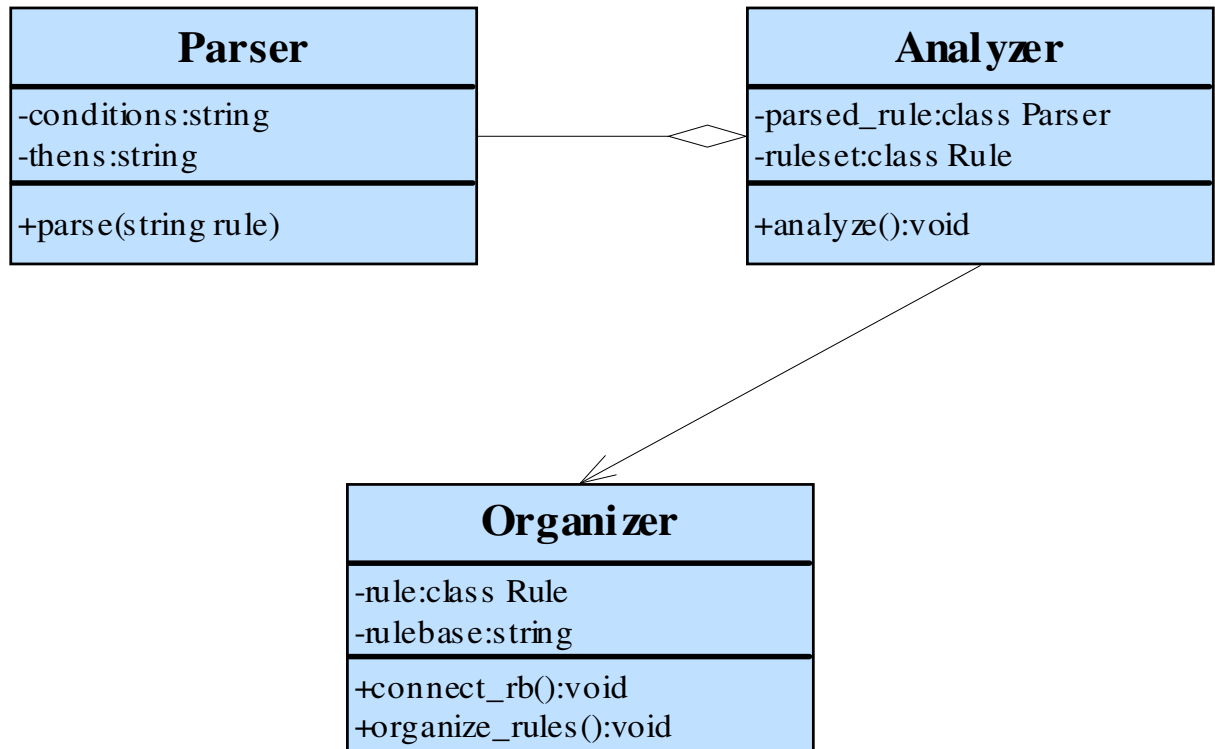 Parser
-conditions:string
-thens:string
+parse(string rule)
Analyzer
-parsed_rule:class Parser
-ruleset:class Rule
+analyze():void
Organizer
-rule:class Rule
-rulebase:string
+connect_rb():void
+organize_rules():void